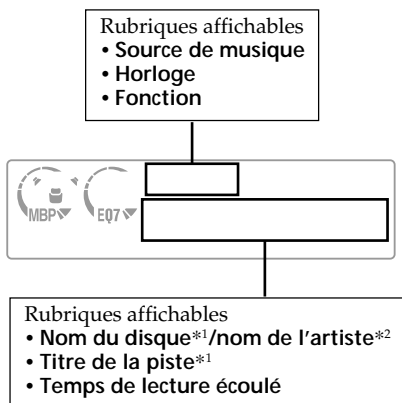 Rubriques affichables
• Source de musique
• Horloge
• Fonction
MBP EQ7
Rubriques affichables
• Nom du disque*1/nom de l'artiste*2
• Titre de la piste*1
• Temps de lecture écoulé